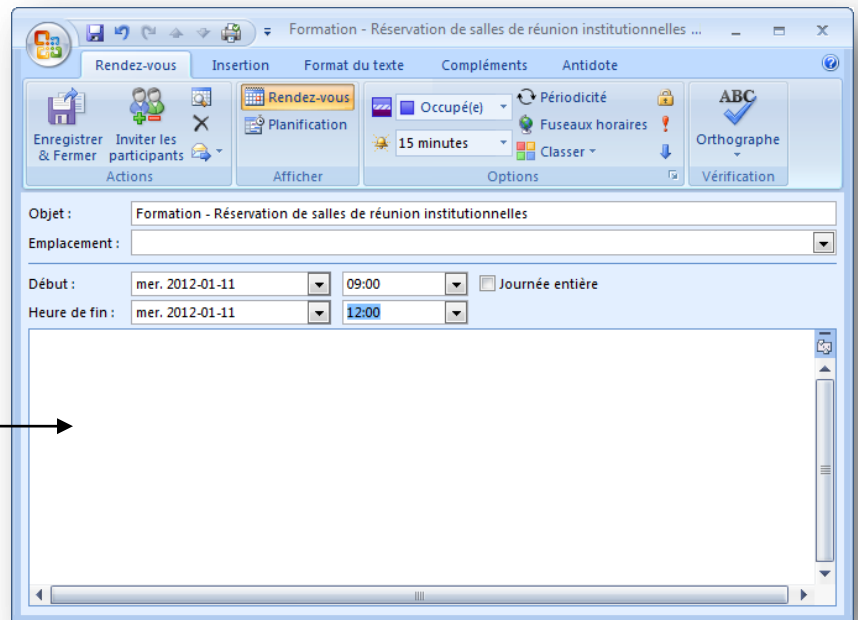 Formation - Réservation de salles de réunion institutionnelles ...
Rendez-vous Insertion Format du texte Compléments Antidote
Enregistrer & Fermer
Inviter les participants
Actions
Rendez-vous
Planification
Afficher
Occupé(e)
15 minutes
Périodicité
Fuseaux horaires
Classer
Options
ABC
Orthographe
Vérification
Objet : Formation - Réservation de salles de réunion institutionnelles
Emplacement :
Début : mer. 2012-01-11 09:00 Journée entière
Heure de fin : mer. 2012-01-11 12:00